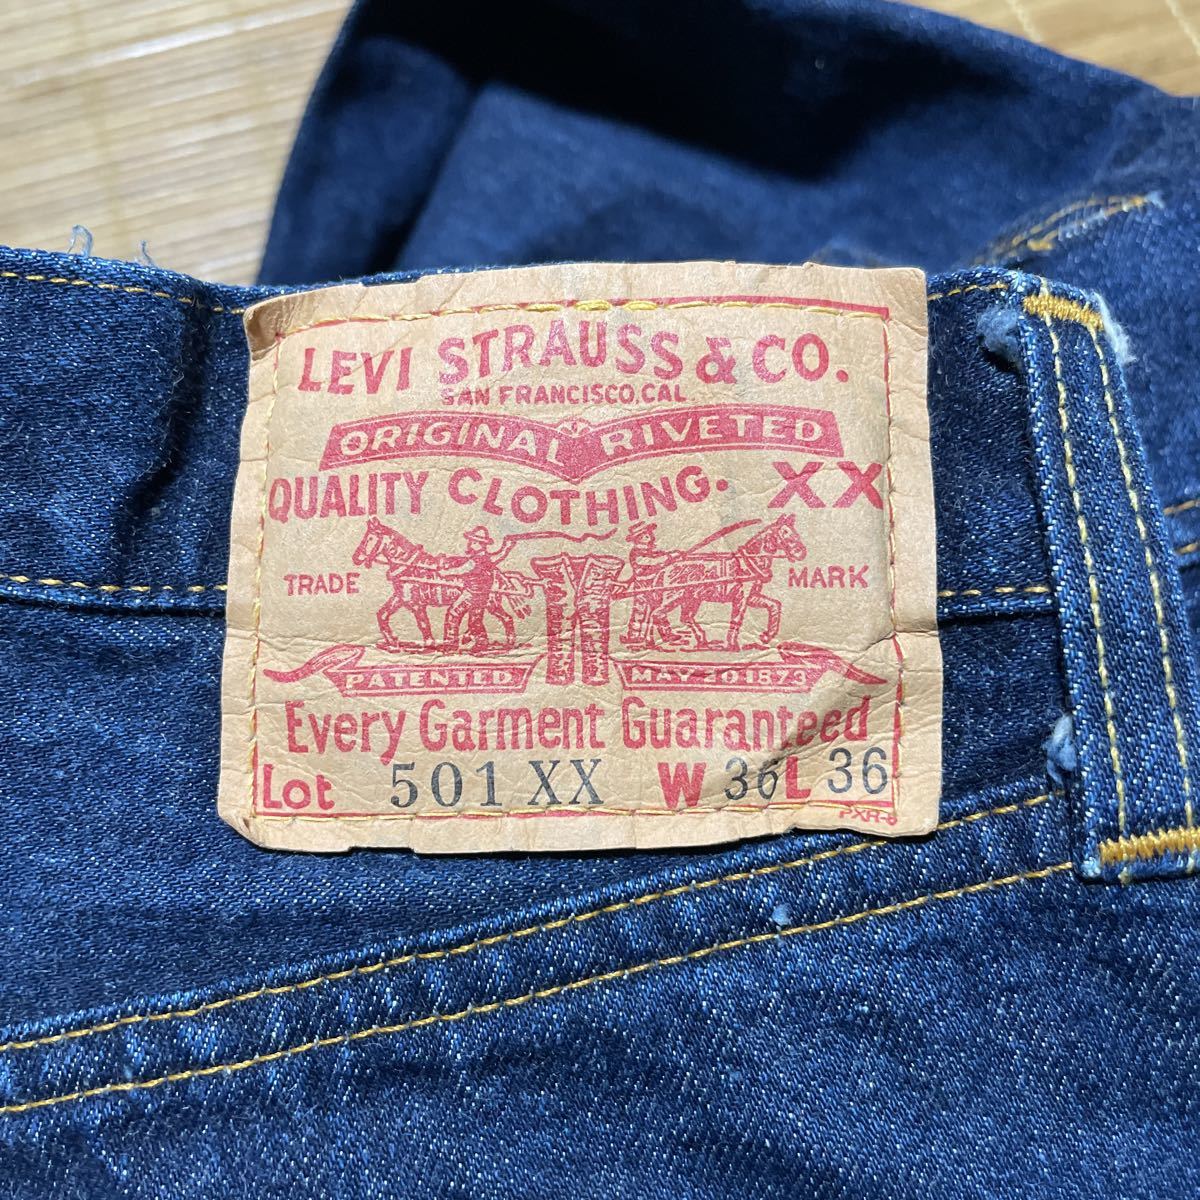 LEVI STRAUSS & CO.
SAN FRANCISCO, CAL.
ORIGINAL RIVETED
QUALITY CLOTHING. XX
TRADE MARK
PATENTED MAY 20 1873
Every Garment Guaranteed
Lot 501 XX W 36 L 36